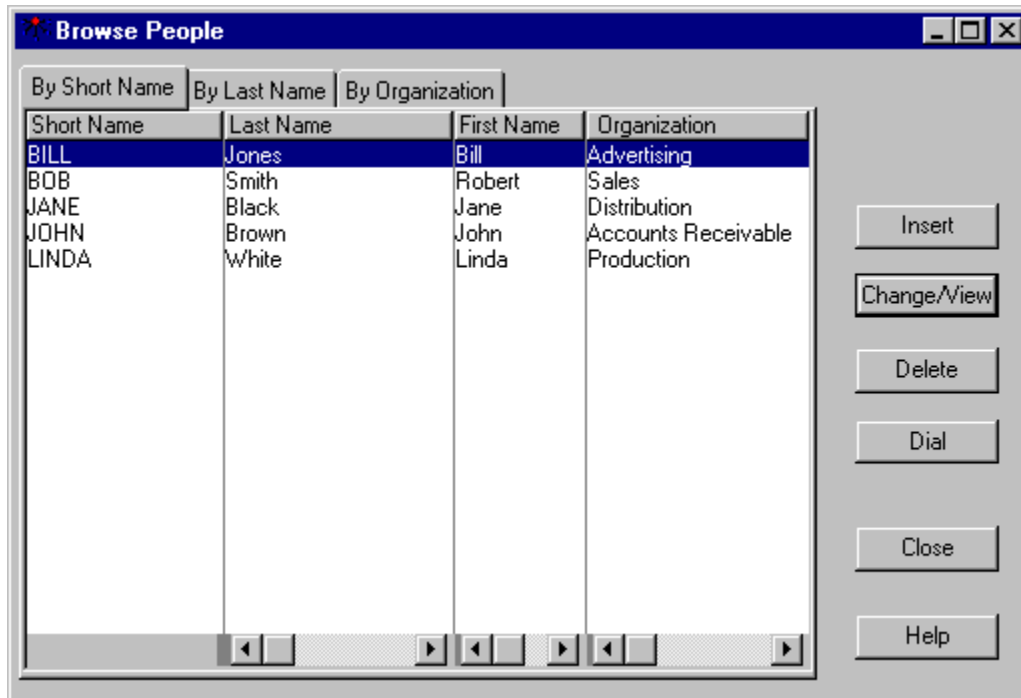 Browse People
By Short Name By Last Name By Organization
Short Name Last Name First Name Organization
BILL Jones Bill Advertising
BOB Smith Robert Sales
JANE Black Jane Distribution
JOHN Brown John Accounts Receivable
LINDA White Linda Production
Insert
Change/View
Delete
Dial
Close
Help